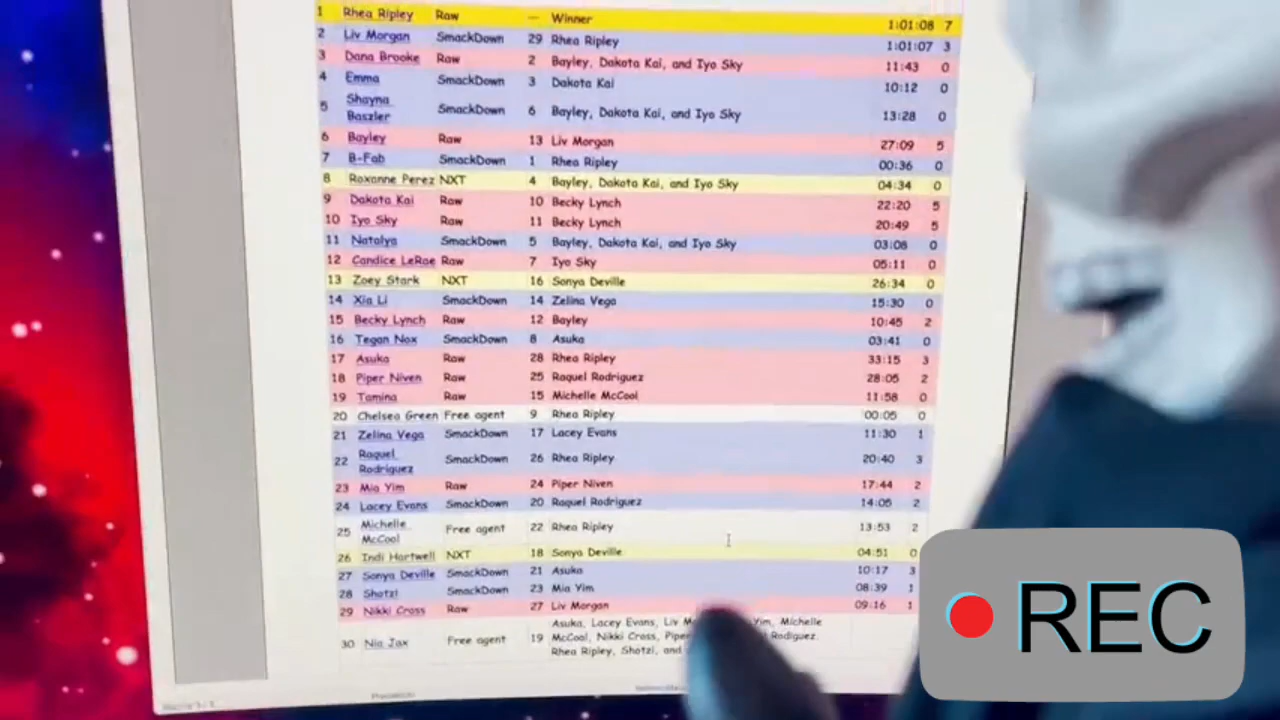 1 Rhea Ripley Raw — Winner 1:01:08 7
2 Liv Morgan SmackDown 29 Rhea Ripley 1:01:07 3
3 Dana Brooke Raw 2 Bayley, Dakota Kai, and Iyo Sky 11:43 0
4 Emma SmackDown 3 Dakota Kai 10:12 0
5 Shayna Baszler SmackDown 6 Bayley, Dakota Kai, and Iyo Sky 13:28 0
6 Bayley Raw 13 Liv Morgan 27:09 5
7 B-Fab SmackDown 1 Rhea Ripley 00:36 0
8 Roxanne Perez NXT 4 Bayley, Dakota Kai, and Iyo Sky 04:34 0
9 Dakota Kai Raw 10 Becky Lynch 22:20 5
10 Iyo Sky Raw 11 Becky Lynch 20:49 5
11 Natalya SmackDown 5 Bayley, Dakota Kai, and Iyo Sky 03:08 0
12 Candice LeRae Raw 7 Iyo Sky 05:11 0
13 Zoey Stark NXT 16 Sonya Deville 26:34 0
14 Xia Li SmackDown 14 Zelina Vega 15:30 0
15 Becky Lynch Raw 12 Bayley 10:45 2
16 Tegan Nox SmackDown 8 Asuka 03:41 0
17 Asuka Raw 28 Rhea Ripley 33:15 3
18 Piper Niven Raw 25 Raquel Rodriguez 28:05 2
19 Tamina Raw 15 Michelle McCool 11:58 0
20 Chelsea Green Free agent 9 Rhea Ripley 00:05 0
21 Zelina Vega SmackDown 17 Lacey Evans 11:30 1
22 Raquel Rodriguez SmackDown 26 Rhea Ripley 20:40 3
23 Mia Yim Raw 24 Piper Niven 17:44 2
24 Lacey Evans SmackDown 20 Raquel Rodriguez 14:05 2
25 Michelle McCool Free agent 22 Rhea Ripley 13:53 2
26 Indi Hartwell NXT 18 Sonya Deville 04:51 0
27 Sonya Deville SmackDown 21 Asuka 10:17 3
28 Shotzi SmackDown 23 Mia Yim 08:39 1
29 Nikki Cross Raw 27 Liv Morgan 09:16 1
30 Nia Jax Free agent 19 Asuka, Lacey Evans, Liv Yim, Michelle
McCool, Nikki Cross, Piper Rodiguez,
Rhea Ripley, Shotzi, and
REC